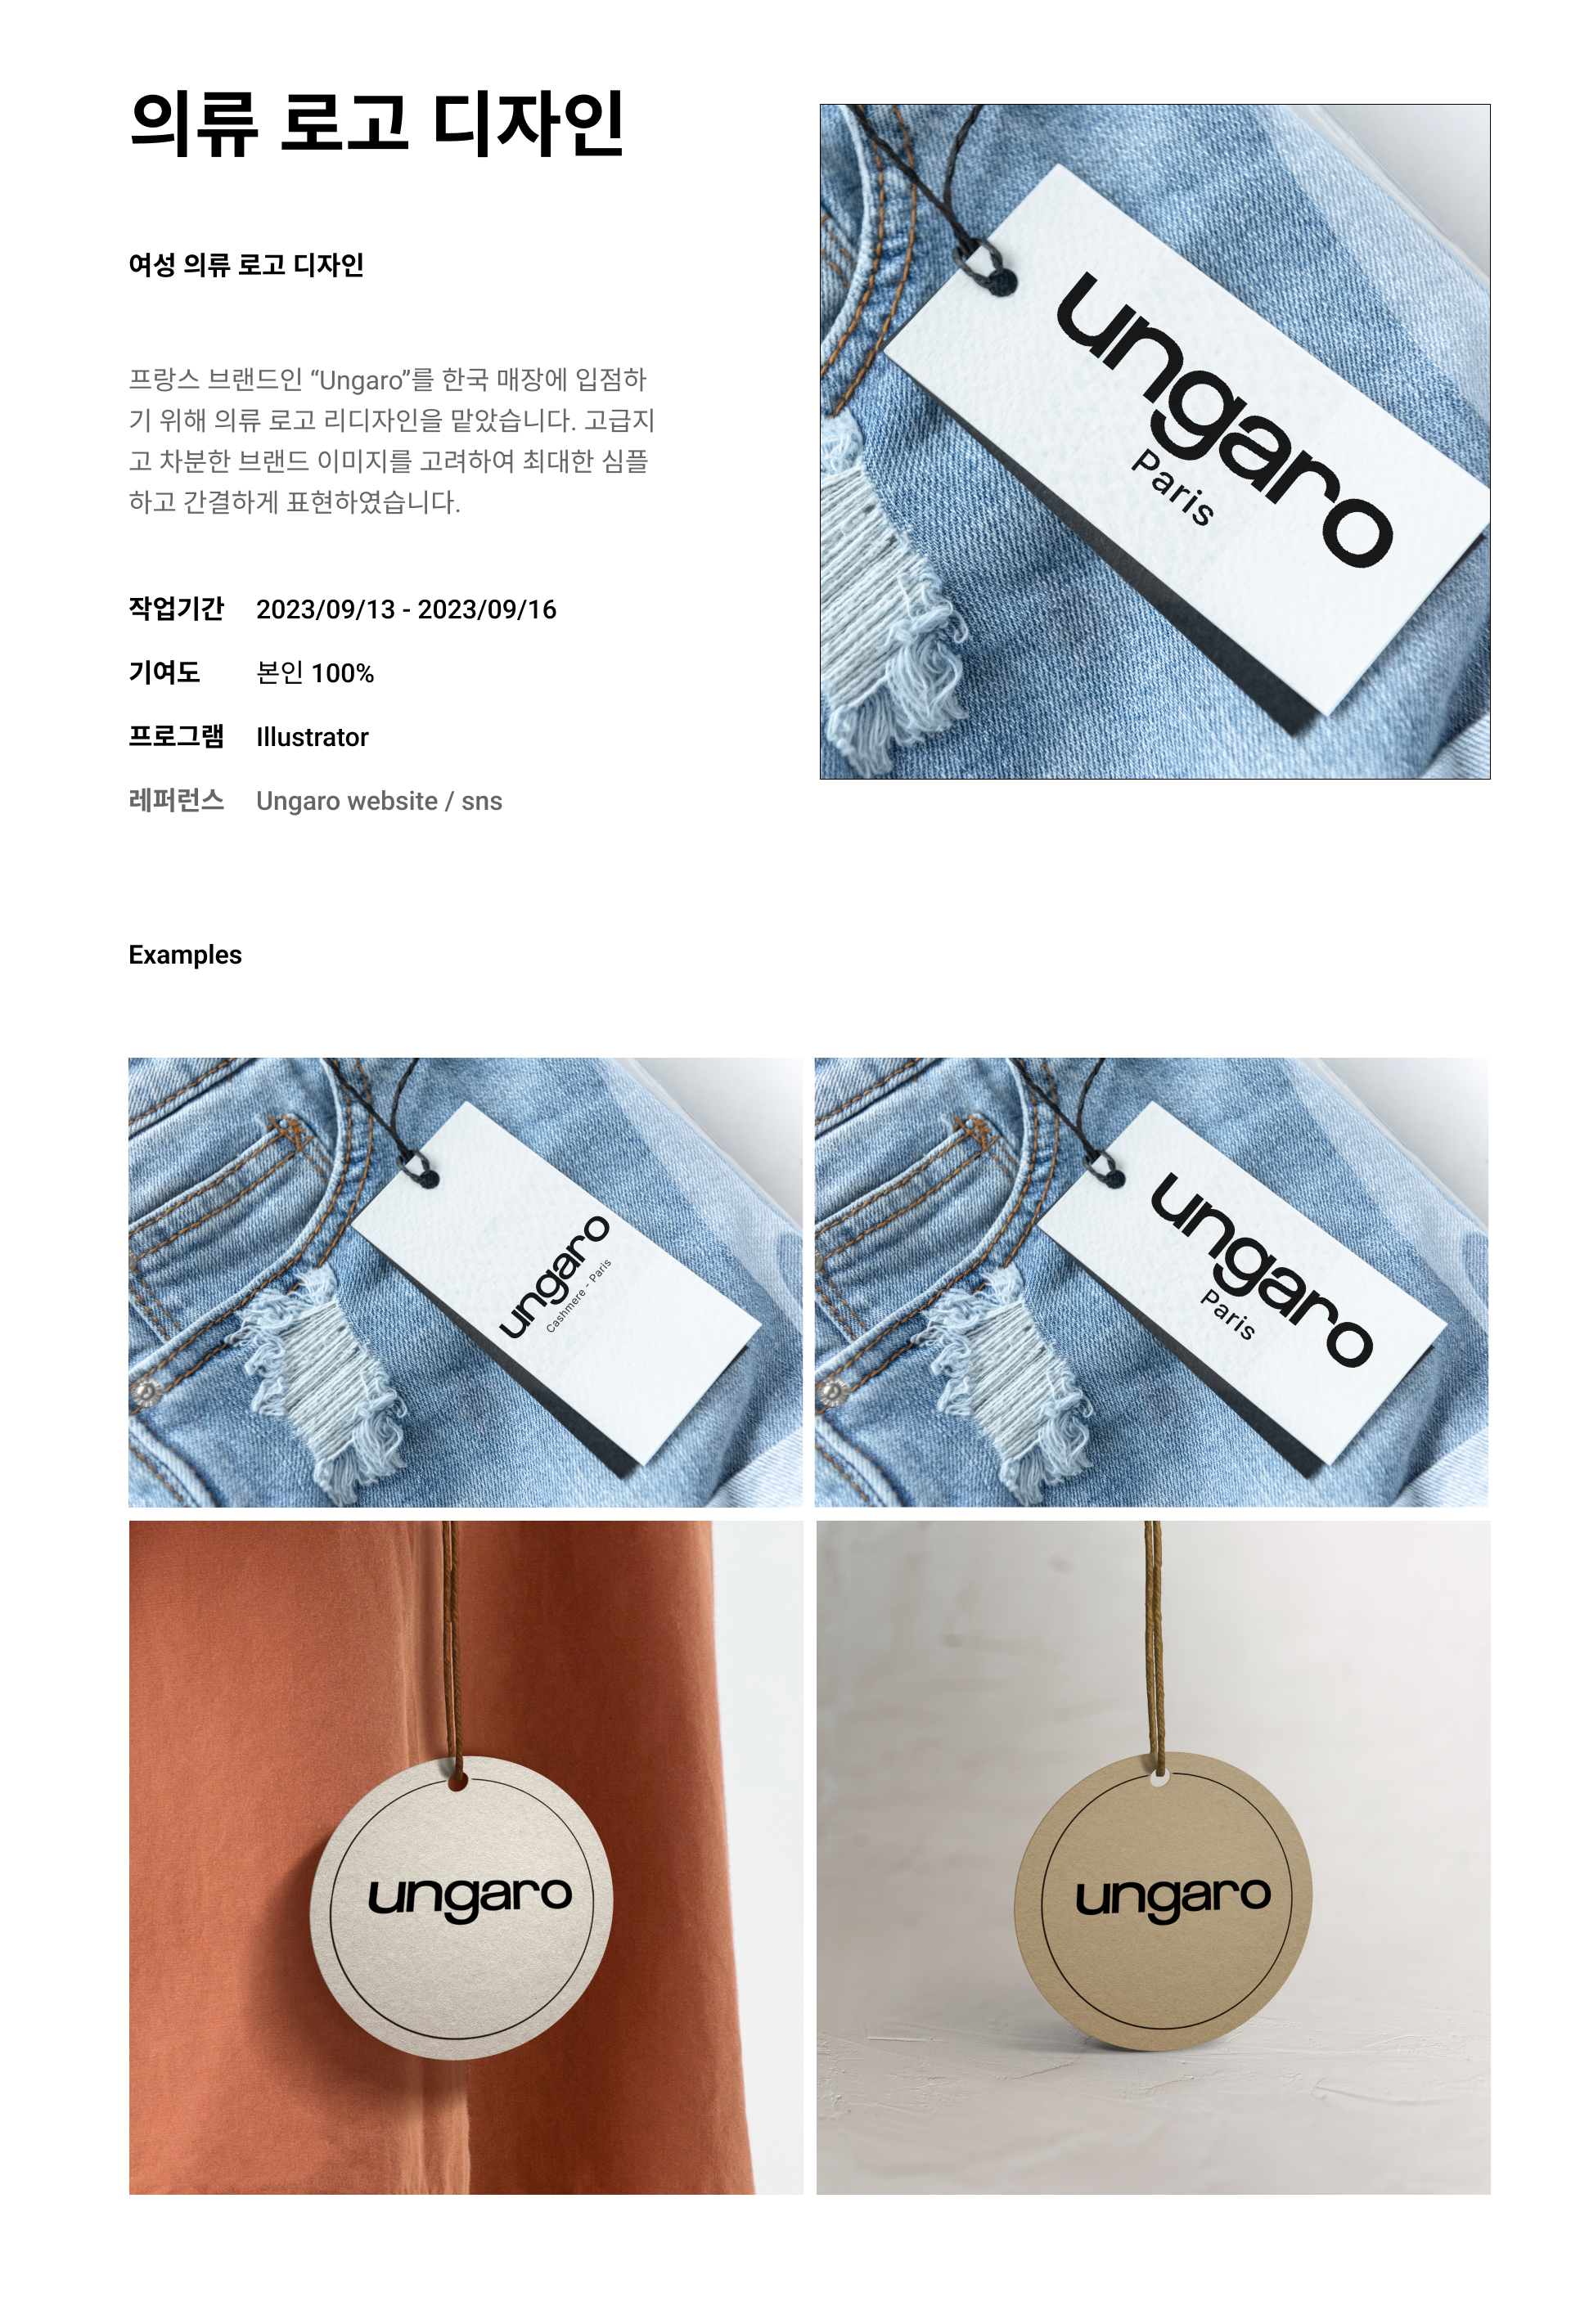 의류 로고 디자인
여성 의류 로고 디자인
프랑스 브랜드인 “Ungaro”를 한국 매장에 입점하
기 위해 의류 로고 리디자인을 맡았습니다. 고급지
고 차분한 브랜드 이미지를 고려하여 최대한 심플
하고 간결하게 표현하였습니다.
작업기간 2023/09/13 - 2023/09/16
기여도 본인 100%
프로그램 Illustrator
레퍼런스 Ungaro website / sns
ungaro
Paris
Examples
ungaro
Cashmere - Paris
ungaro
Paris
ungaro
ungaro